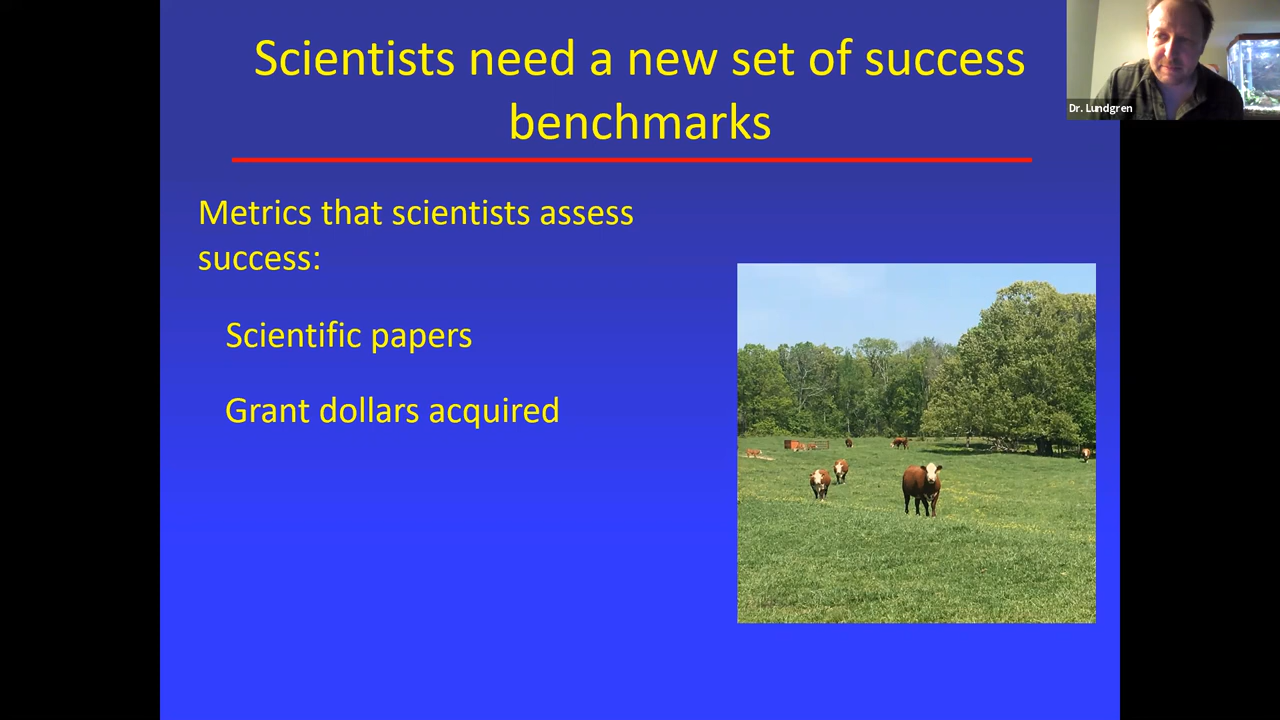 Scientists need a new set of success
benchmarks
Dr. Lundgren
Metrics that scientists assess
success:
Scientific papers
Grant dollars acquired